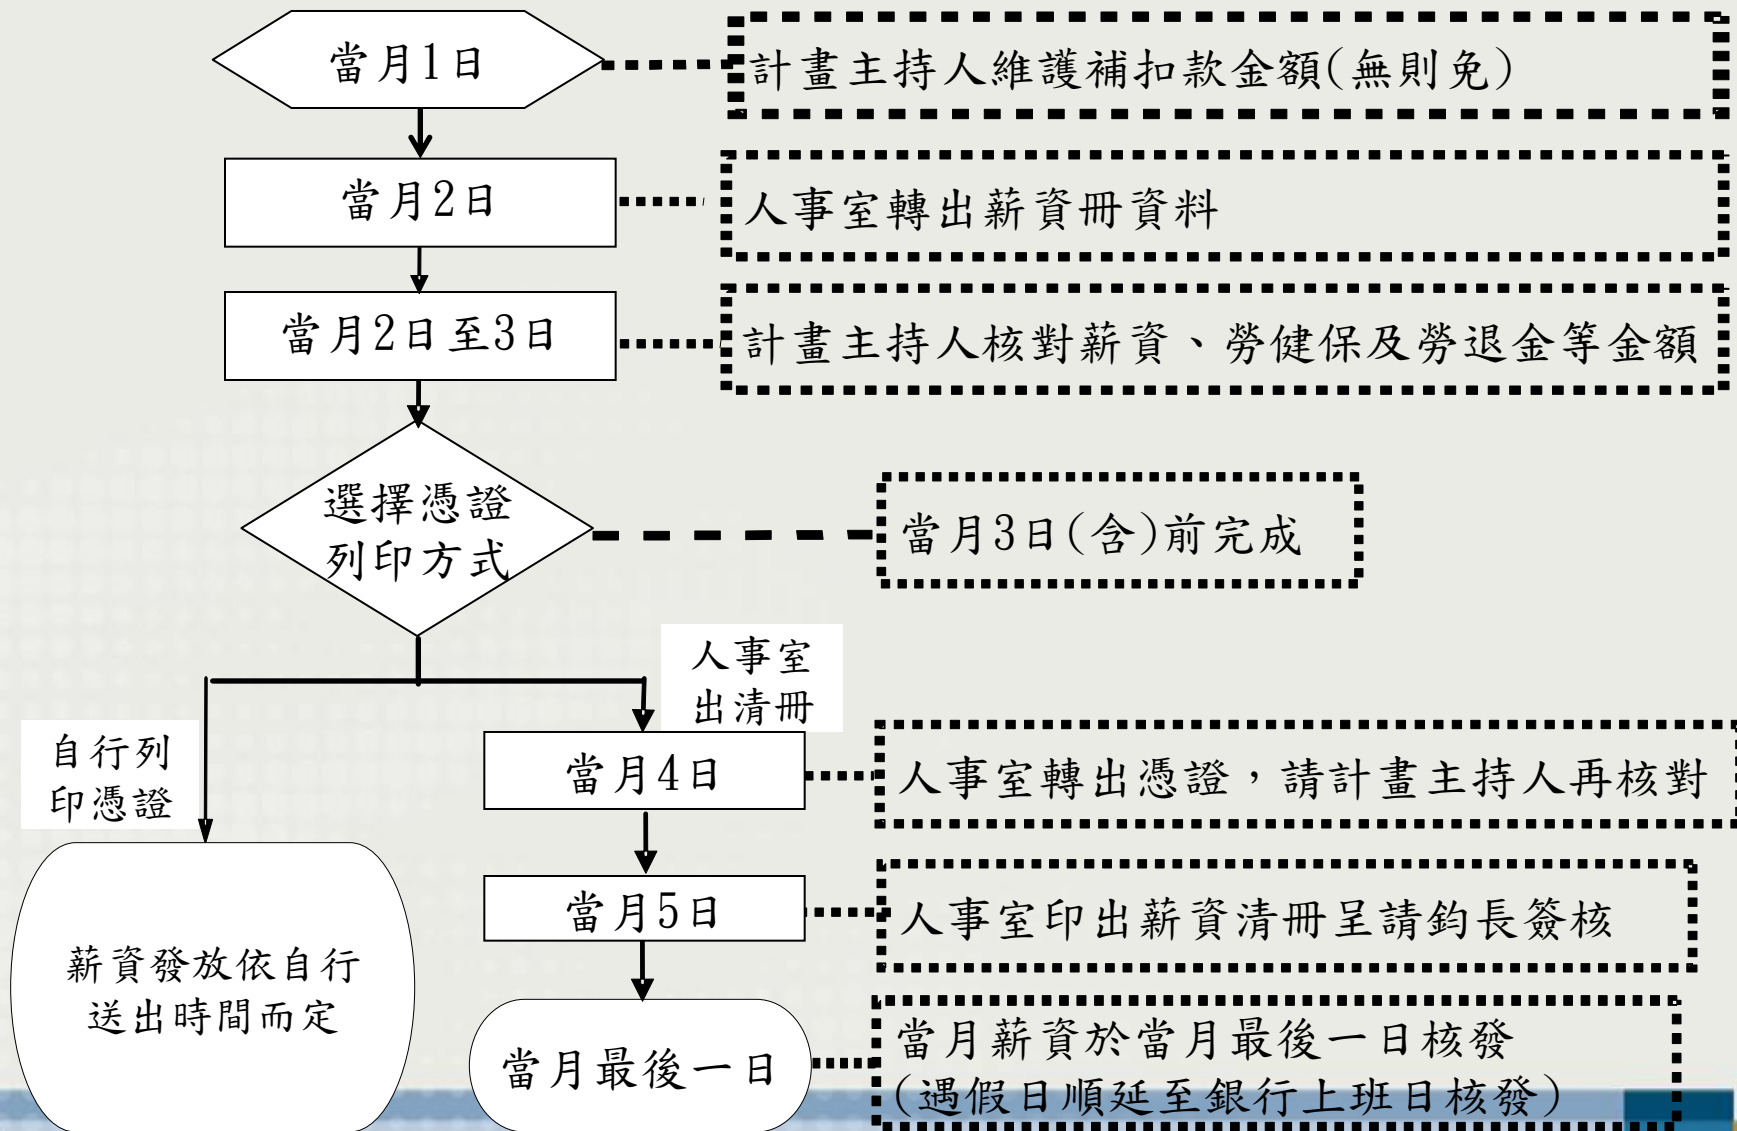 當月1日
計畫主持人維護補扣款金額(無則免)
當月2日
人事室轉出薪資冊資料
當月2日至3日
計畫主持人核對薪資、勞健保及勞退金等金額
選擇憑證
列印方式
當月3日(含)前完成
人事室
出清冊
自行列
印憑證
當月4日
人事室轉出憑證，請計畫主持人再核對
當月5日
人事室印出薪資清冊呈請鈞長簽核
薪資發放依自行
送出時間而定
當月最後一日
當月薪資於當月最後一日核發
(遇假日順延至銀行上班日核發)